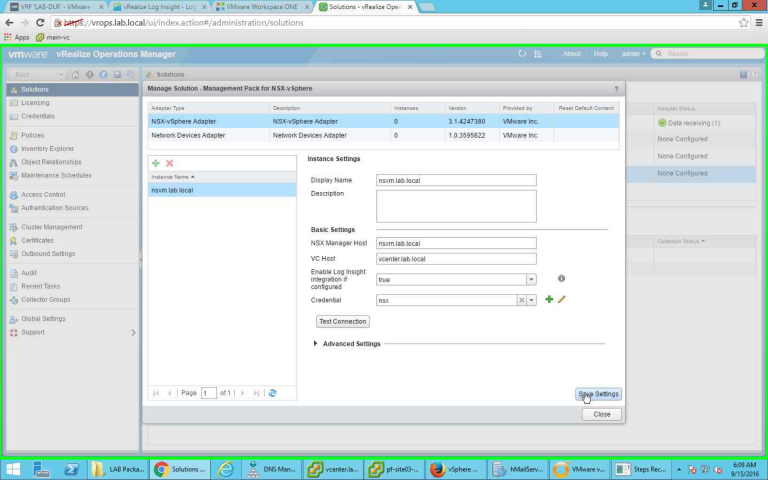 VRF 'LAB-DLR' - VMwar
vRealize Log Insight - Log
VMware Workspace ONE
Solutions - vRealize Oper
https://vrops.lab.local/ui/index.action#/administration/solutions
Apps main-vc
vmware vRealize Operations Manager
About Help admin Search
Back Solutions
Manage Solution - Management Pack for NSX-vSphere ?
Adapter Type Description Instances Version Provided by Reset Default Content
NSX-vSphere Adapter NSX-vSphere Adapter 0 3.1.4247380 VMware Inc.
Network Devices Adapter Network Devices Adapter 0 1.0.3595822 VMware Inc.
Solutions
Licensing
Credentials
Policies
Inventory Explorer
Object Relationships
Maintenance Schedules
Access Control
Authentication Sources
Cluster Management
Certificates
Outbound Settings
Audit
Recent Tasks
Collector Groups
Global Settings
Support
Instance Name
nsxm.lab.local
Page 1 of 1
Instance Settings
Display Name nsxm.lab.local
Description
Basic Settings
NSX Manager Host nsxm.lab.local
VC Host vcenter.lab.local
Enable Log Insight
integration if
configured
true
Credential nsx
Test Connection
Advanced Settings
Save Settings
Close
Adapter Status
Data receiving (1)
None Configured
None Configured
None Configured
Collection Status
LAB Packa...
Solutions ...
DNS Man...
vcenter.la...
pf-site03-...
vSphere ...
hMailServ...
VMware v...
Steps Rec...
6:09 AM
9/15/2016